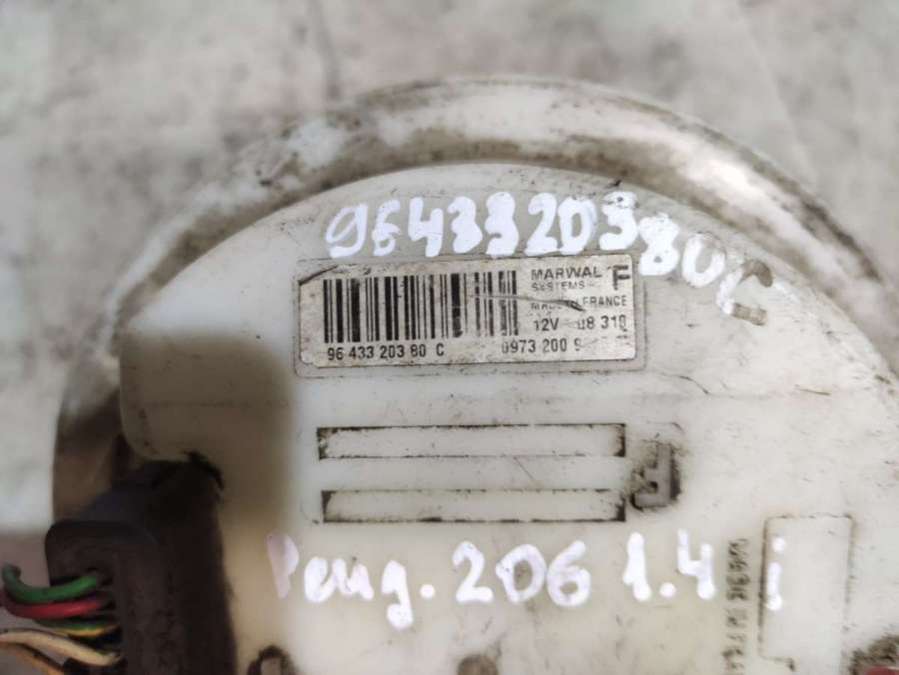 9643320380C
MARWAL F
SYSTEMS
MADE IN FRANCE
12V 08 310
96 433 203 80 C 0973 200 9
F
Peug. 206 1.4 i